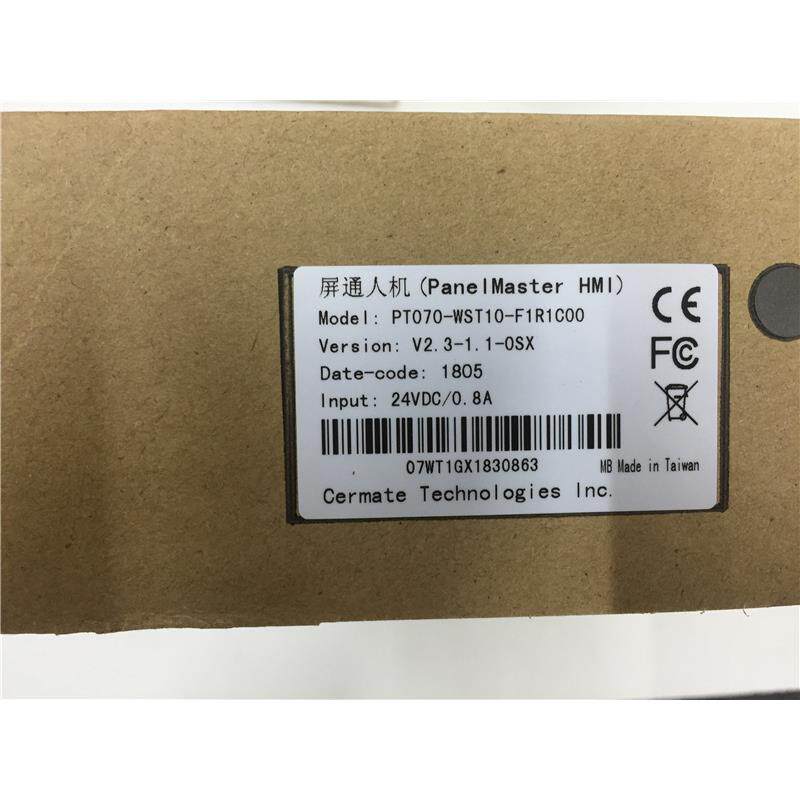 屏通人机 (PanelMaster HMI)
Model: PT070-WST10-F1R1C00
Version: V2.3-1.1-0SX
Date-code: 1805
Input: 24VDC/0.8A
CE
FC
07WT1GX1830863
MB Made in Taiwan
Cermate Technologies Inc.